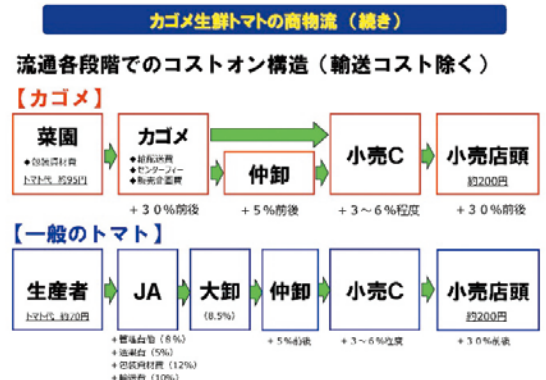 カゴメ生鮮トマトの商物流（続き）
流通各段階でのコストオン構造（輸送コスト除く）
【カゴメ】
菜園
◆包装資材費
トマト代 約95円
カゴメ
◆総配送費
◆センターフィー
◆販売企画費
仲卸
小売C
小売店頭
約200円
+30%前後
+5%前後
+3～6%程度
+30%前後
【一般のトマト】
生産者
トマト代 約70円
JA
大卸
(8.5%)
仲卸
小売C
小売店頭
約200円
+5%前後
+3～6%程度
+30%前後
(8%)
(5%)
+包装資材費 (12%)
+輸送費 (10%)